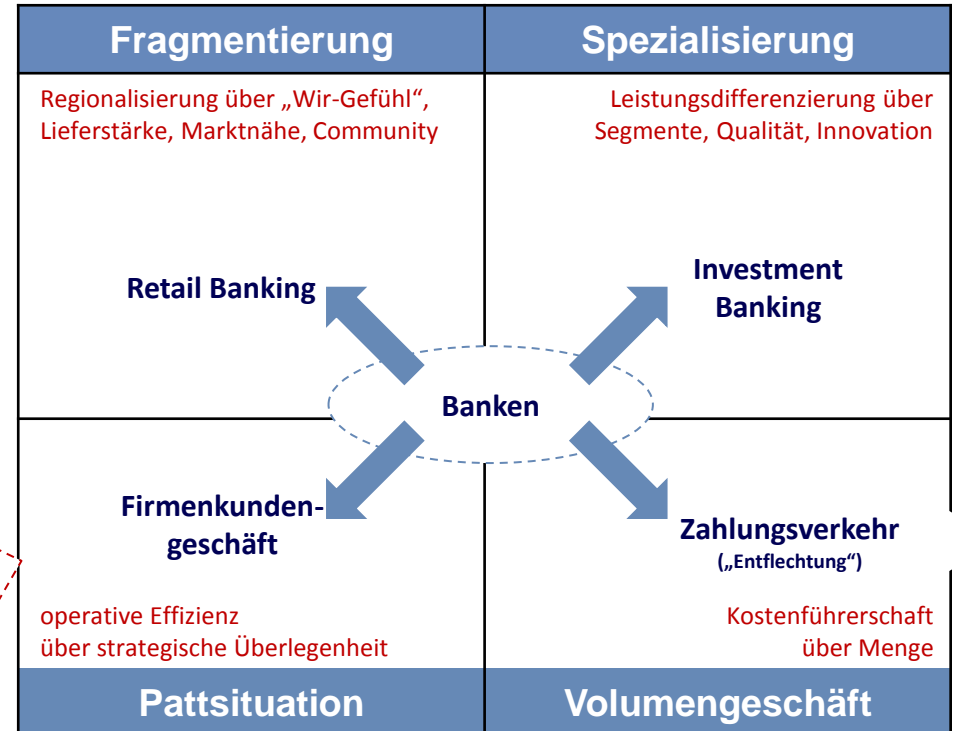 Fragmentierung
Spezialisierung
Regionalisierung über „Wir-Gefühl“,
Lieferstärke, Marktnähe, Community
Leistungsdifferenzierung über
Segmente, Qualität, Innovation
Retail Banking
Investment
Banking
Banken
Firmenkunden-
geschäft
Zahlungsverkehr
(„Entflechtung“)
operative Effizienz
über strategische Überlegenheit
Kostenführerschaft
über Menge
Pattsituation
Volumengeschäft